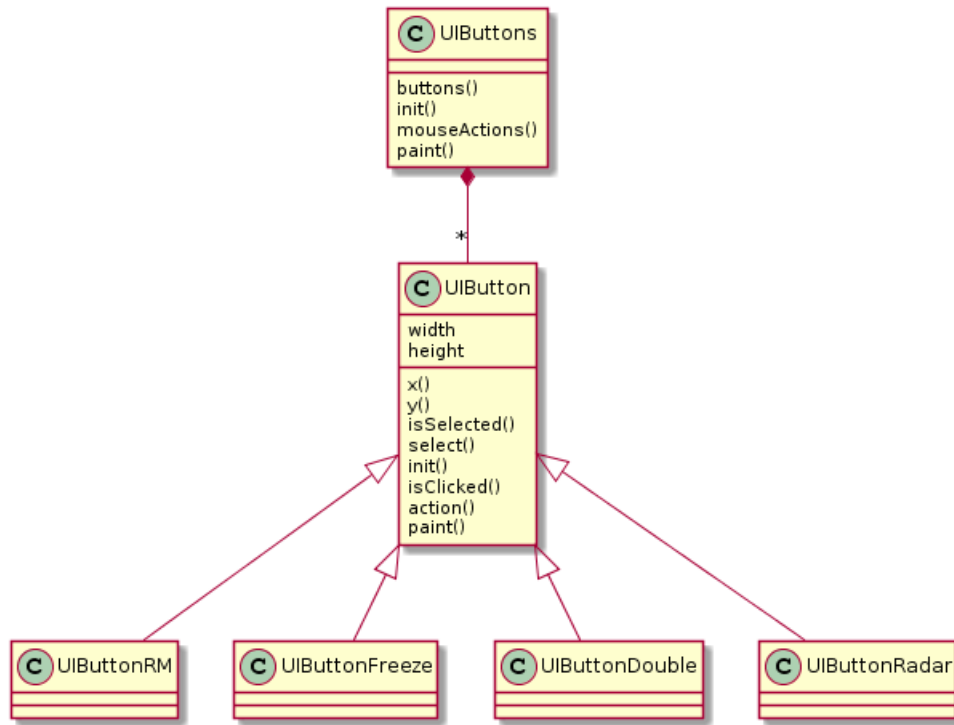 C UIButtons
buttons()
init()
mouseActions()
paint()
*
C UIButton
width
height
x()
y()
isSelected()
select()
init()
isClicked()
action()
paint()
C UIButtonRM
C UIButtonFreeze
C UIButtonDouble
C UIButtonRadar